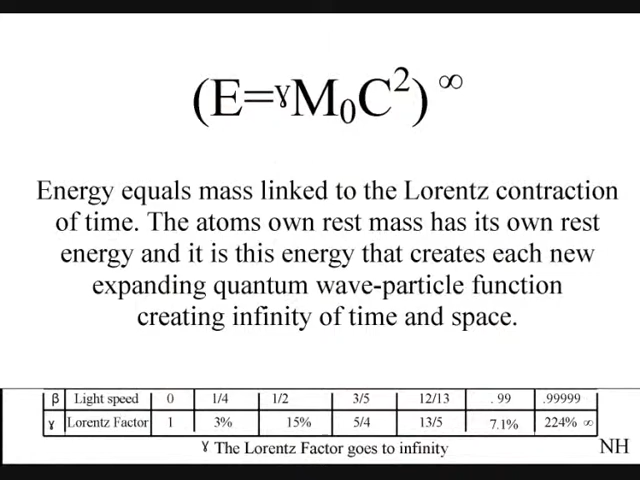 (E=γM₀C²)^∞
Energy equals mass linked to the Lorentz contraction
of time. The atoms own rest mass has its own rest
energy and it is this energy that creates each new
expanding quantum wave-particle function
creating infinity of time and space.
β Light speed 0 1/4 1/2 3/5 12/13 . 99 .99999
γ Lorentz Factor 1 3% 15% 5/4 13/5 7.1% 224% ∞
γ The Lorentz Factor goes to infinity
NH